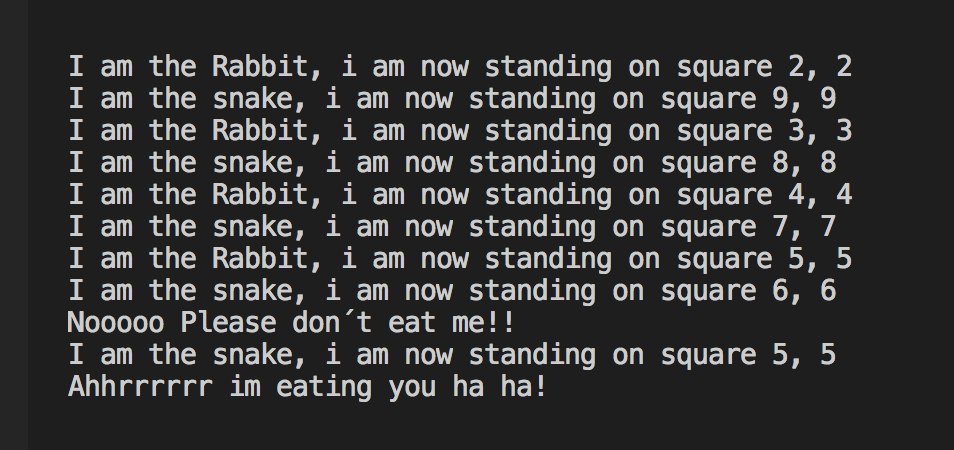 I am the Rabbit, i am now standing on square 2, 2
I am the snake, i am now standing on square 9, 9
I am the Rabbit, i am now standing on square 3, 3
I am the snake, i am now standing on square 8, 8
I am the Rabbit, i am now standing on square 4, 4
I am the snake, i am now standing on square 7, 7
I am the Rabbit, i am now standing on square 5, 5
I am the snake, i am now standing on square 6, 6
Nooooo Please don´t eat me!!
I am the snake, i am now standing on square 5, 5
Ahhrrrrrr im eating you ha ha!